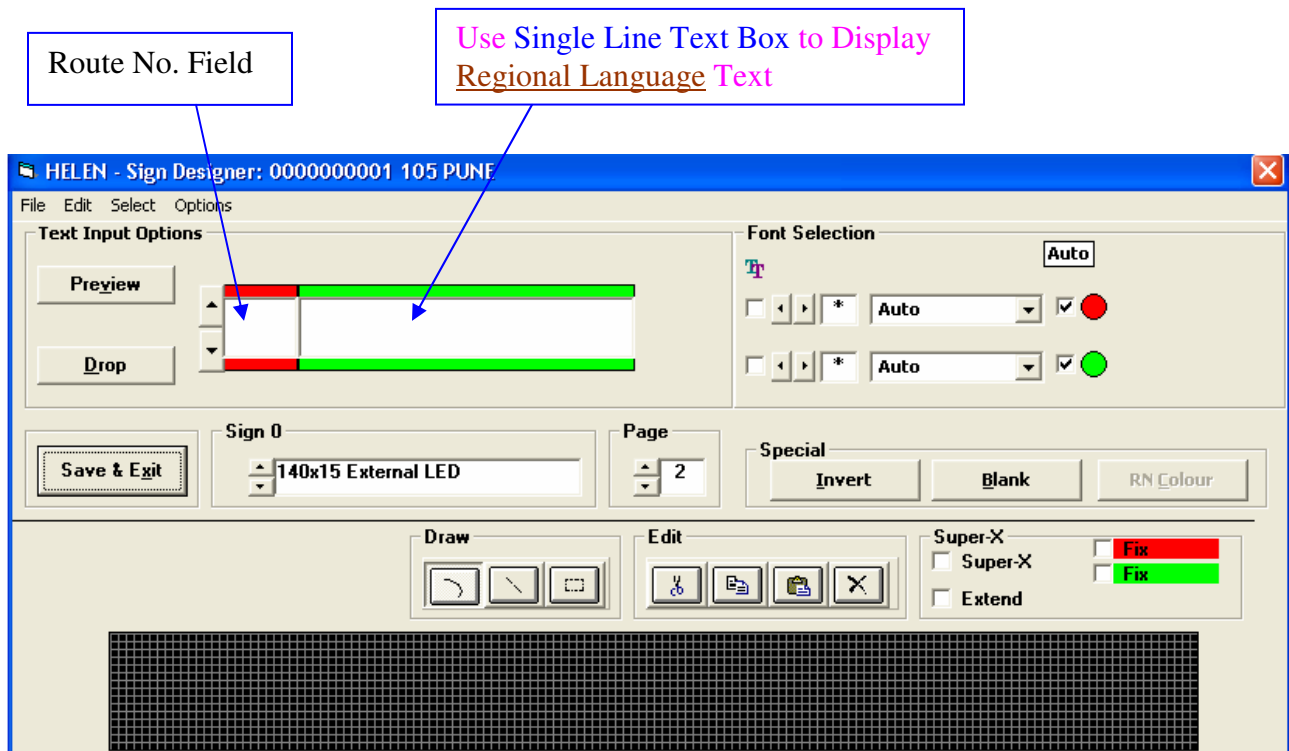 Route No. Field
Use Single Line Text Box to Display
Regional Language Text
HELEN - Sign Designer: 0000000001 105 PUNE
File Edit Select Options
Text Input Options
Preview
Drop
Font Selection
Auto
* Auto
* Auto
Save & Exit
Sign 0
140x15 External LED
Page
2
Special
Invert Blank RN Colour
Draw
Edit
Super-X
Super-X
Extend
Fix
Fix